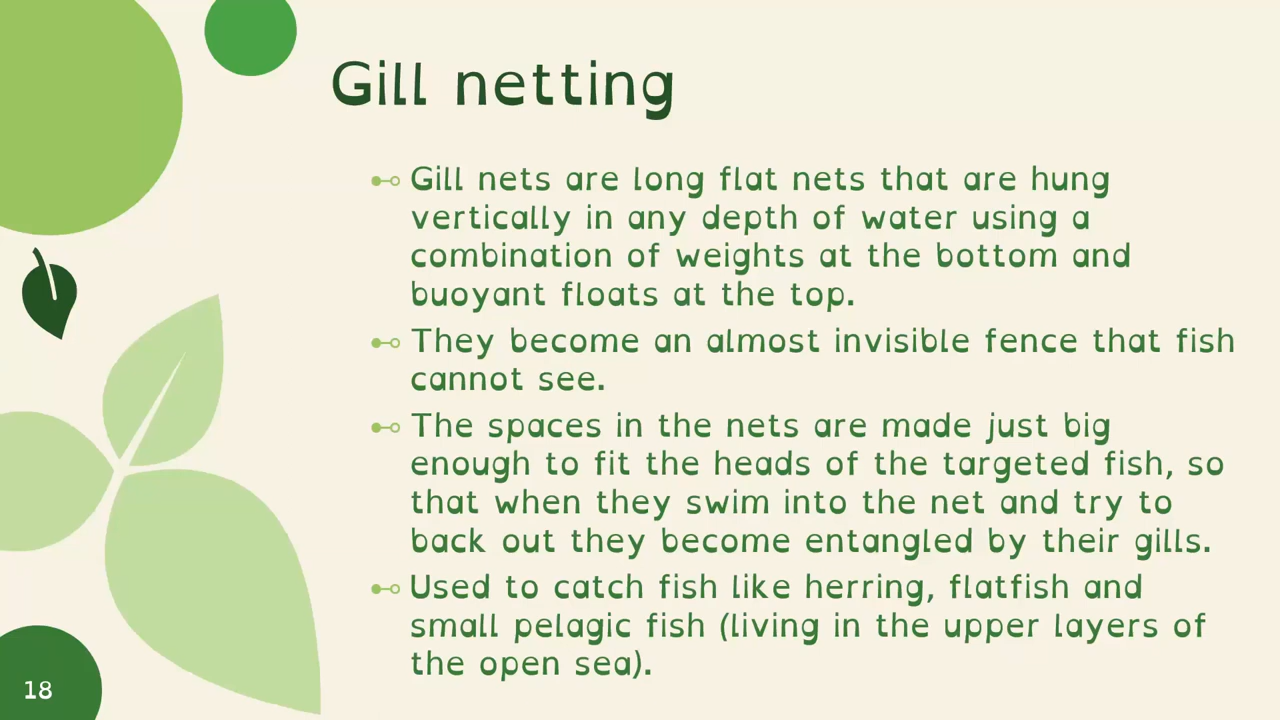 Gill netting
Gill nets are long flat nets that are hung
vertically in any depth of water using a
combination of weights at the bottom and
buoyant floats at the top.
They become an almost invisible fence that fish
cannot see.
The spaces in the nets are made just big
enough to fit the heads of the targeted fish, so
that when they swim into the net and try to
back out they become entangled by their gills.
Used to catch fish like herring, flatfish and
small pelagic fish (living in the upper layers of
the open sea).
18